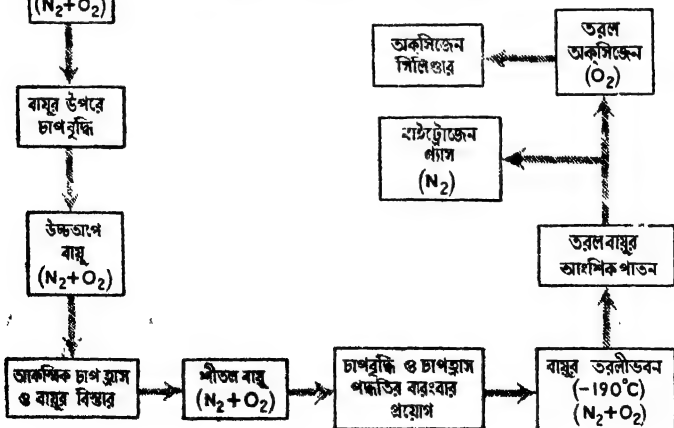 (N₂+O₂)
বায়ুর উপরে
চাপবৃদ্ধি
উচ্চতাপে
বায়ু
(N₂+O₂)
আকস্মিক চাপ হ্রাস
ও বায়ুর বিস্তার
শীতল বায়ু
(N₂+O₂)
চাপবৃদ্ধি ও চাপহ্রাস
পদ্ধতির বারংবার
প্রয়োগ
বায়ুর তরলীভবন
(-190°C)
(N₂+O₂)
তরল বায়ুর
আংশিক পাতন
নাইট্রোজেন
গ্যাস
(N₂)
তরল
অকসিজেন
(O₂)
অকসিজেন
সিলিণ্ডার